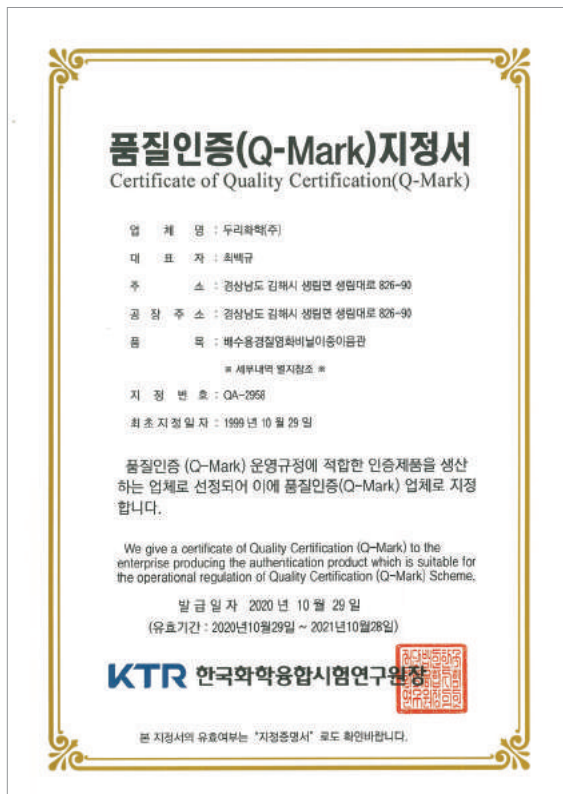 품질인증(Q-Mark)지정서
Certificate of Quality Certification(Q-Mark)
업 체 명 : 두리화학(주)
대 표 자 : 최백규
주 소 : 경상남도 김해시 생림면 생림대로 826-90
공 장 주 소 : 경상남도 김해시 생림면 생림대로 826-90
품 목 : 배수용경질염화비닐이중이음관
※ 세부내역 별지참조 ※
지 정 번 호 : QA-2958
최초지정일자 : 1999 년 10 월 29 일
품질인증 (Q-Mark) 운영규정에 적합한 인증제품을 생산
하는 업체로 선정되어 이에 품질인증(Q-Mark) 업체로 지정
합니다.
We give a certificate of Quality Certification (Q-Mark) to the
enterprise producing the authentication product which is suitable for
the operational regulation of Quality Certification (Q-Mark) Scheme.
발 급 일 자 2020 년 10 월 29 일
(유효기간 : 2020년10월29일 ~ 2021년10월28일)
KTR 한국화학융합시험연구원장
본 지정서의 유효여부는 "지정증명서" 로도 확인바랍니다.